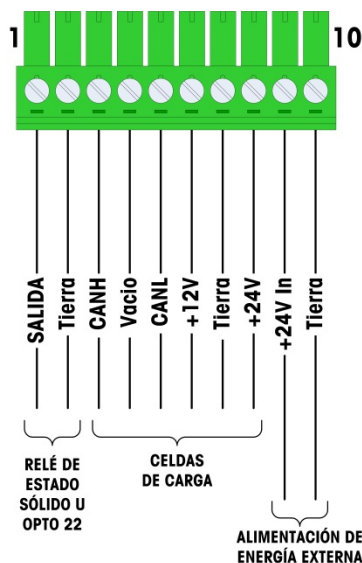 1
10
SALIDA
Tierra
CANH
Vacio
CANL
+12V
Tierra
+24V
+24V In
Tierra
RELÉ DE
ESTADO
SÓLIDO U
OPTO 22
CELDAS
DE CARGA
ALIMENTACIÓN DE
ENERGÍA EXTERNA